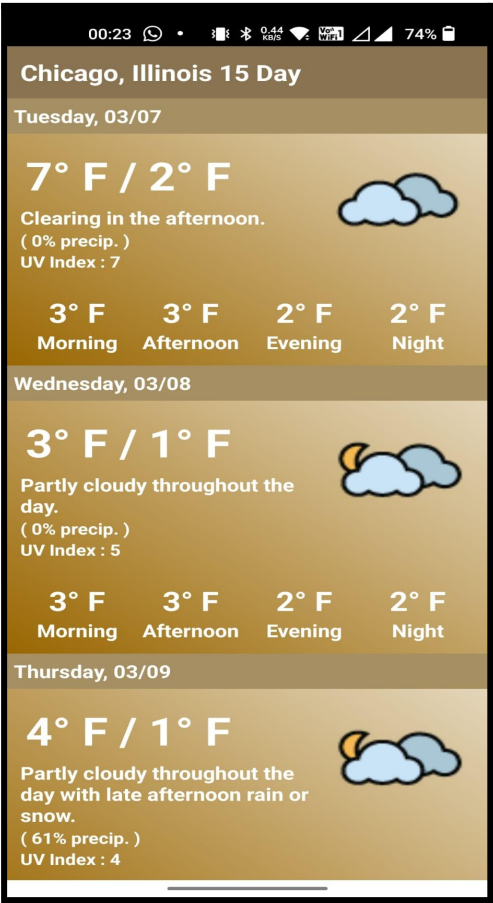 00:23 • 0.44 KB/S Vo) WiFi 1 74%
Chicago, Illinois 15 Day
Tuesday, 03/07
7° F / 2° F
Clearing in the afternoon.
( 0% precip. )
UV Index : 7
3° F 3° F 2° F 2° F
Morning Afternoon Evening Night
Wednesday, 03/08
3° F / 1° F
Partly cloudy throughout the
day.
( 0% precip. )
UV Index : 5
3° F 3° F 2° F 2° F
Morning Afternoon Evening Night
Thursday, 03/09
4° F / 1° F
Partly cloudy throughout the
day with late afternoon rain or
snow.
( 61% precip. )
UV Index : 4